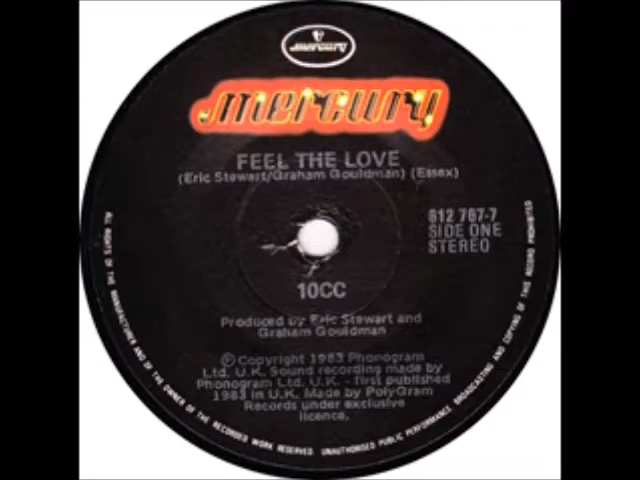 mercury
mercury
FEEL THE LOVE
(Eric Stewart/Graham Gouldman) (Essex)
812 767-7
SIDE ONE
STEREO
10CC
Produced by Eric Stewart and
Graham Gouldman
Ⓟ Copyright 1983 Phonogram
Ltd. U.K. Sound recording made by
Phonogram Ltd. U.K. - first published
1983 in U.K. Made by PolyGram
Records under exclusive
licence.
ALL RIGHTS OF THE MANUFACTURER AND OF THE OWNER OF THE RECORDED WORK RESERVED UNAUTHORISED PUBLIC PERFORMANCE BROADCASTING AND COPYING OF THIS RECORD PROHIBITED